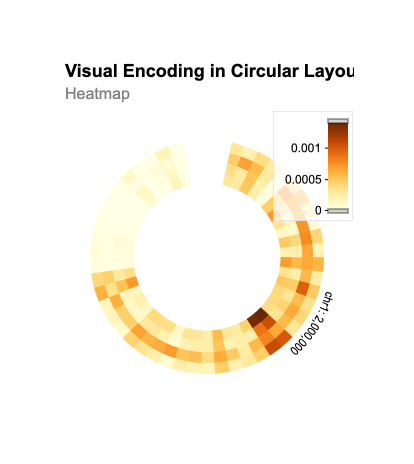 Visual Encoding in Circular Layou
Heatmap
0.001
0.0005
0
chr1: 2,000,000